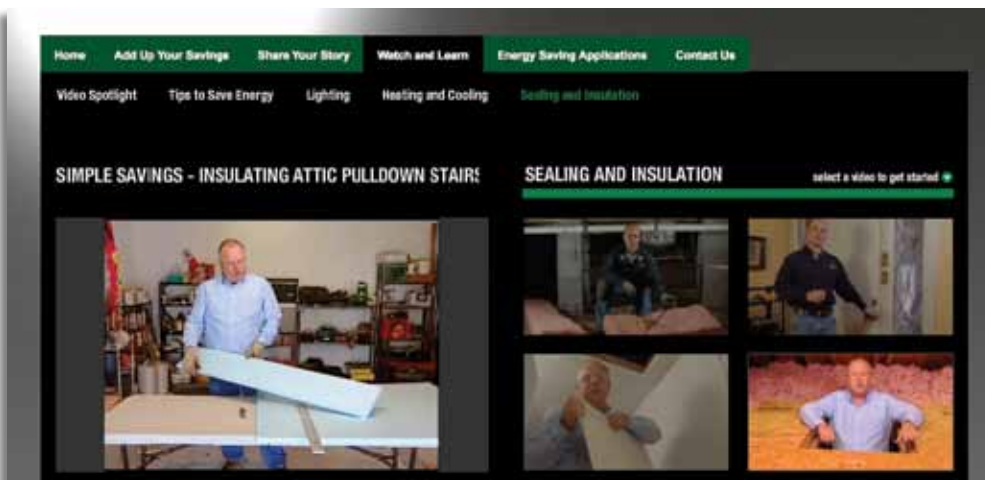 Home Add Up Your Savings Share Your Story Watch and Learn Energy Saving Applications Contact Us
Video Spotlight Tips to Save Energy Lighting Heating and Cooling Sealing and Insulation
SIMPLE SAVINGS - INSULATING ATTIC PULLDOWN STAIRS
SEALING AND INSULATION
select a video to get started